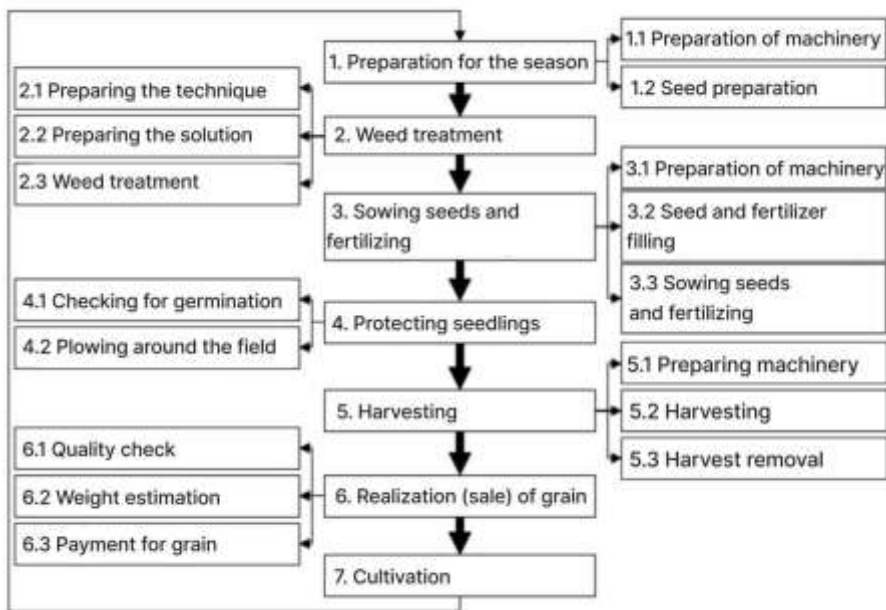 1. Preparation for the season
1.1 Preparation of machinery
1.2 Seed preparation
2. Weed treatment
2.1 Preparing the technique
2.2 Preparing the solution
2.3 Weed treatment
3. Sowing seeds and
fertilizing
3.1 Preparation of machinery
3.2 Seed and fertilizer
filling
3.3 Sowing seeds
and fertilizing
4. Protecting seedlings
4.1 Checking for germination
4.2 Plowing around the field
5. Harvesting
5.1 Preparing machinery
5.2 Harvesting
5.3 Harvest removal
6. Realization (sale) of grain
6.1 Quality check
6.2 Weight estimation
6.3 Payment for grain
7. Cultivation